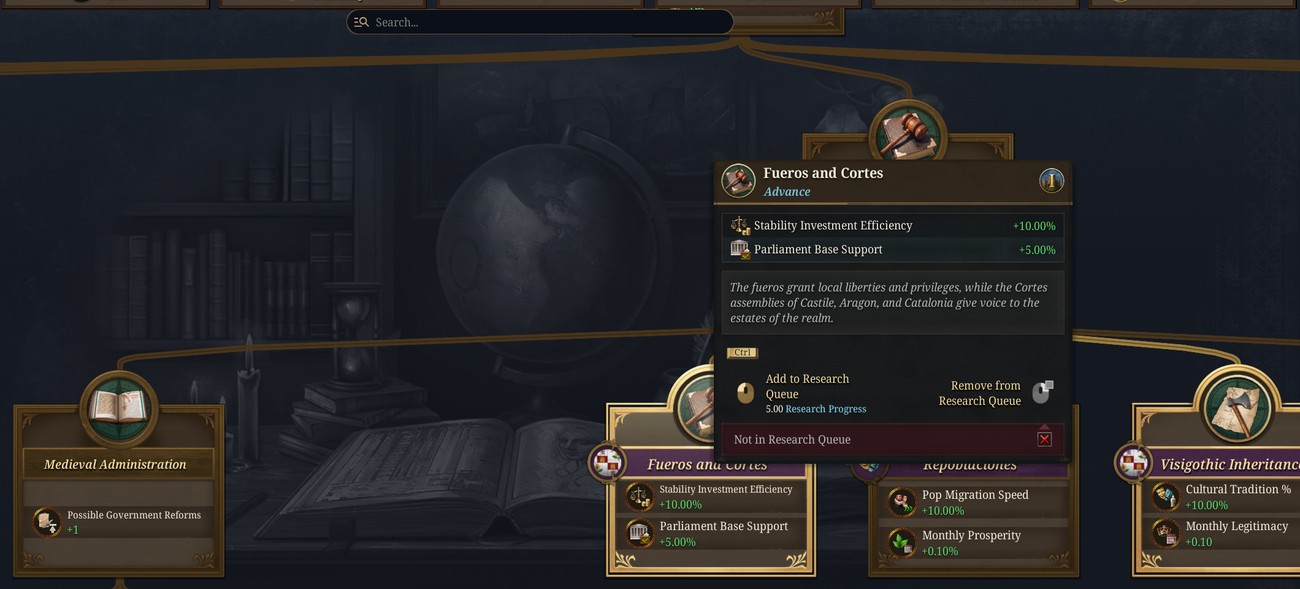 Search...
Fueros and Cortes
Advance
I
Stability Investment Efficiency +10.00%
Parliament Base Support +5.00%
The fueros grant local liberties and privileges, while the Cortes
assemblies of Castile, Aragon, and Catalonia give voice to the
estates of the realm.
Ctrl
Add to Research
Queue
5.00 Research Progress
Remove from
Research Queue
Not in Research Queue
Medieval Administration
Possible Government Reforms
+1
Fueros and Cortes
Stability Investment Efficiency
+10.00%
Parliament Base Support
+5.00%
Repoblaciones
Pop Migration Speed
+10.00%
Monthly Prosperity
+0.10%
Visigothic Inheritanc
Cultural Tradition %
+10.00%
Monthly Legitimacy
+0.10